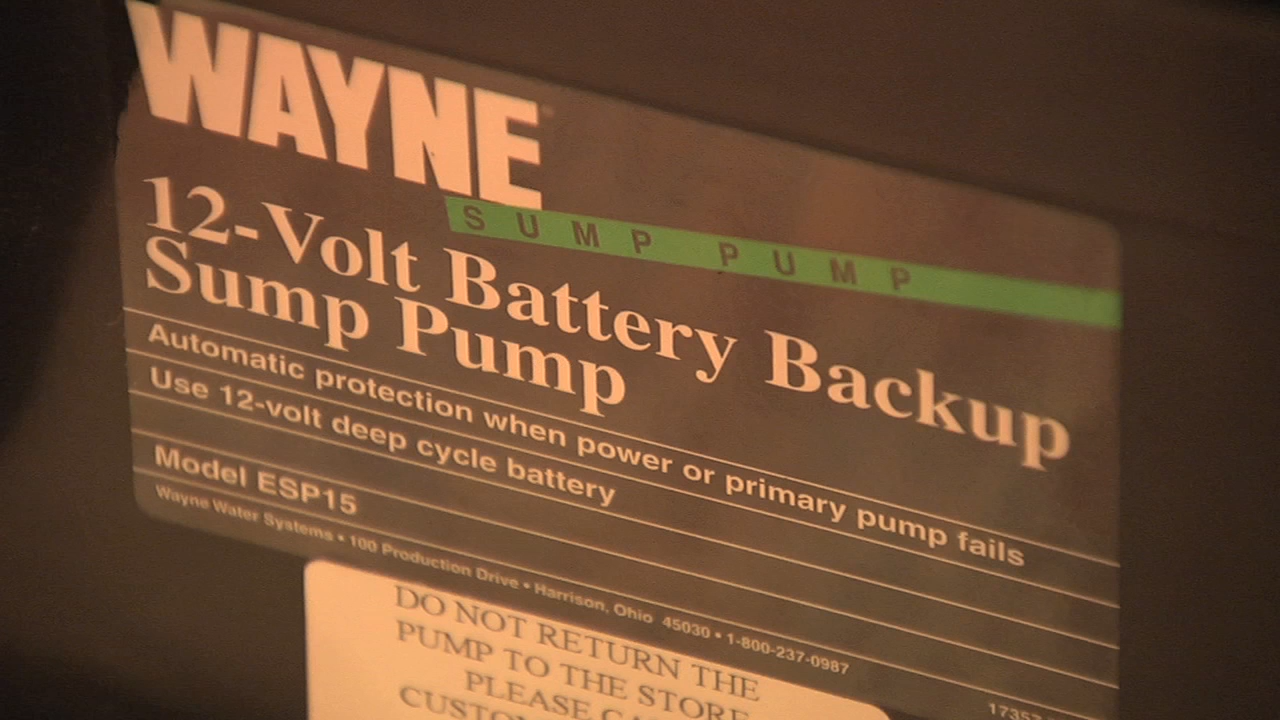 WAYNE
SUMP PUMP
12-Volt Battery Backup
Sump Pump
Automatic protection when power or primary pump fails
Use 12-volt deep cycle battery
Model ESP15
Wayne Water Systems • 100 Production Drive • Harrison, Ohio 45030 • 1-800-237-0987
DO NOT RETURN THE
PUMP TO THE STORE
PLEASE